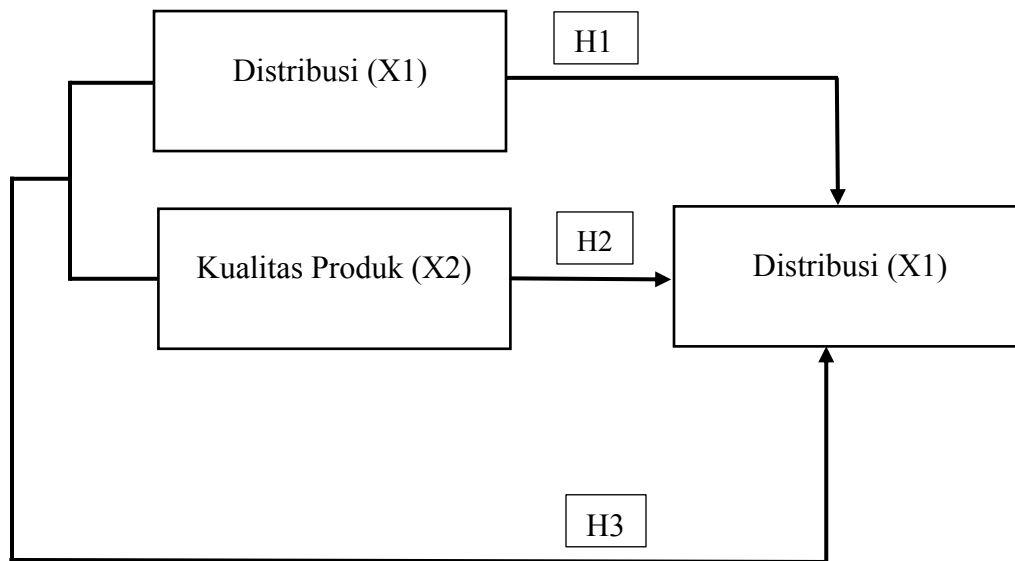 H1
Distribusi (X1)
H2
Kualitas Produk (X2)
Distribusi (X1)
H3